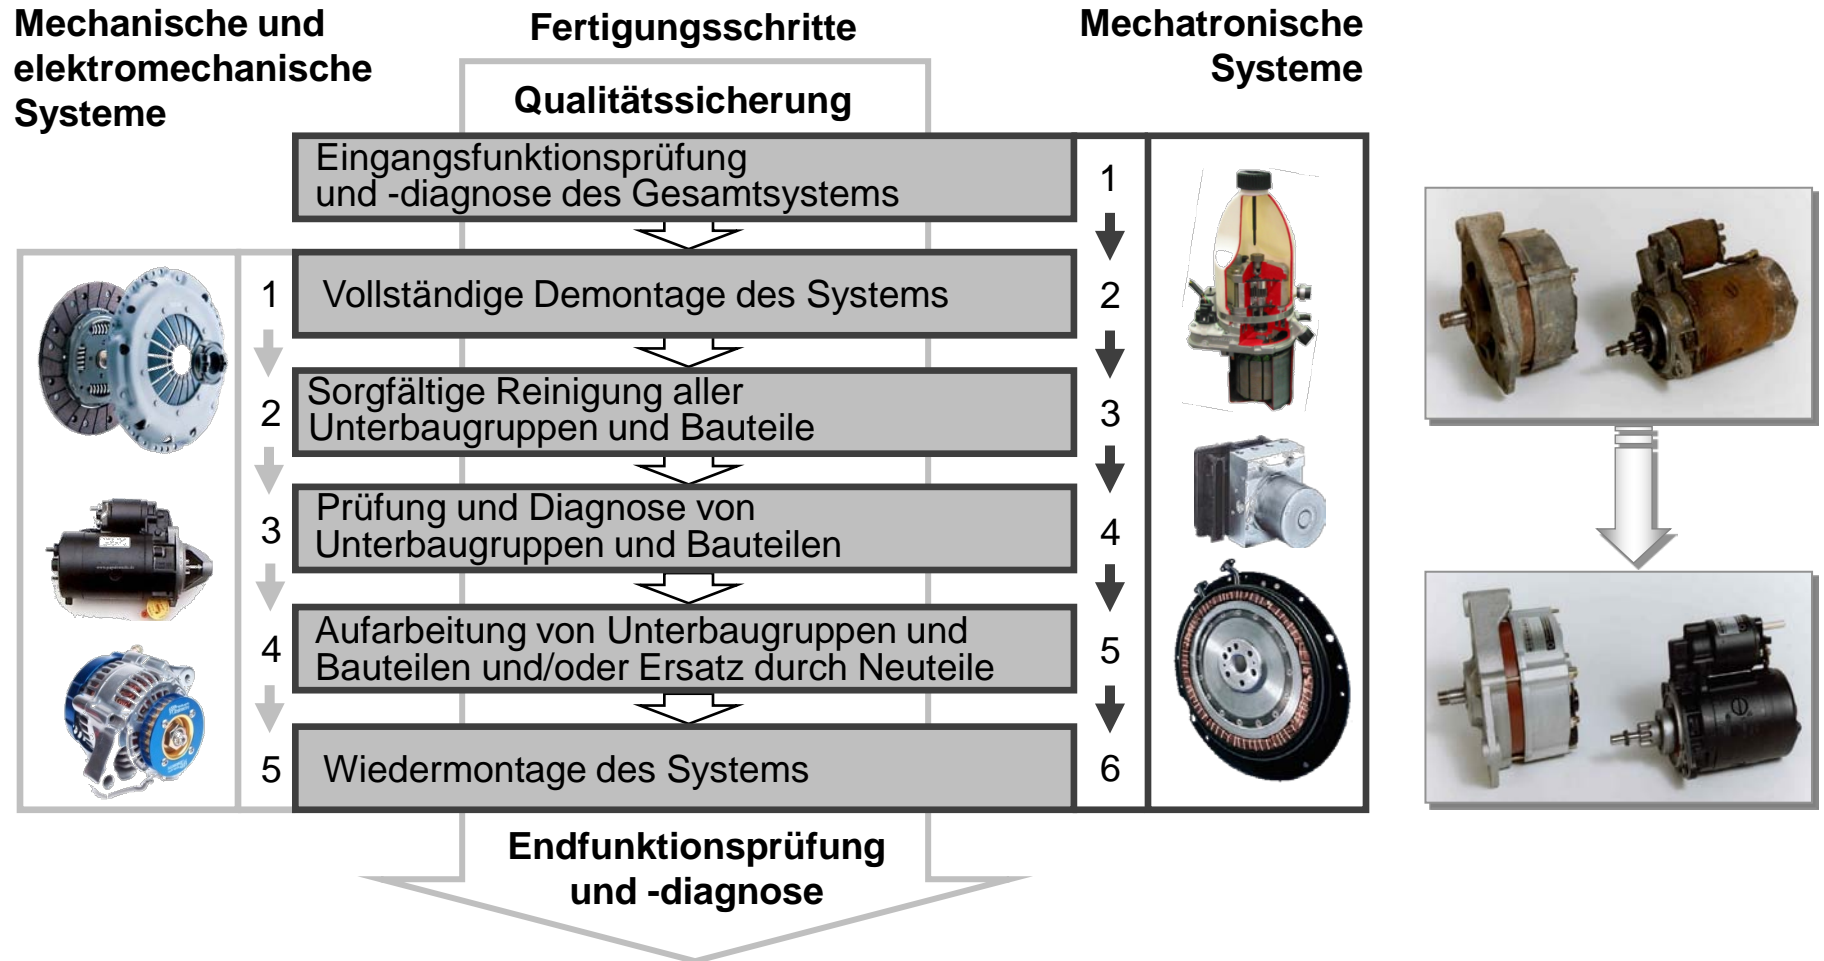 Mechanische und
elektromechanische
Systeme
Fertigungsschritte
Mechatronische
Systeme
Qualitätssicherung
Eingangsfunktionsprüfung
und -diagnose des Gesamtsystems
1
1
Vollständige Demontage des Systems
2
2
Sorgfältige Reinigung aller
Unterbaugruppen und Bauteile
3
3
Prüfung und Diagnose von
Unterbaugruppen und Bauteilen
4
4
Aufarbeitung von Unterbaugruppen und
Bauteilen und/oder Ersatz durch Neuteile
5
5
Wiedermontage des Systems
6
Endfunktionsprüfung
und -diagnose